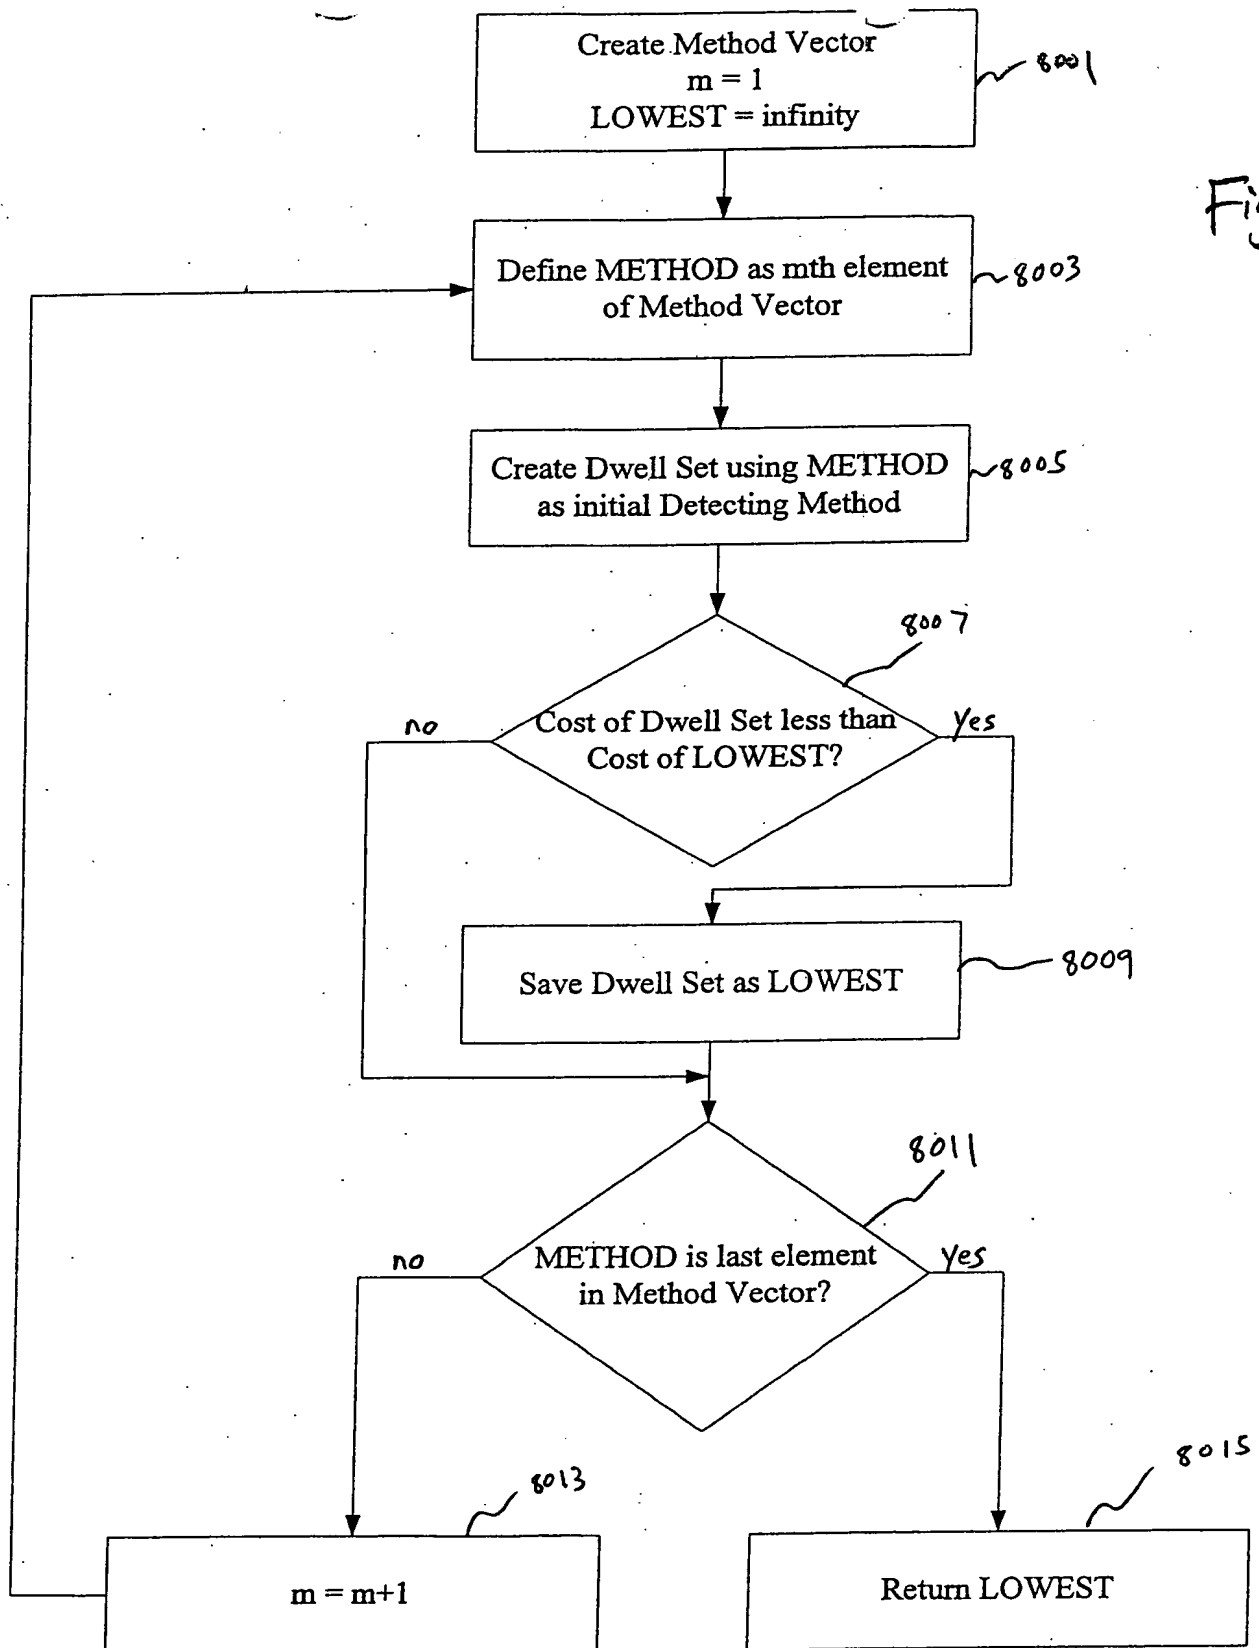 Create Method Vector
m = 1
LOWEST = infinity
8001
Define METHOD as mth element
of Method Vector
8003
Create Dwell Set using METHOD
as initial Detecting Method
8005
8007
no
Cost of Dwell Set less than
Cost of LOWEST?
Yes
Save Dwell Set as LOWEST
8009
8011
no
METHOD is last element
in Method Vector?
Yes
8013
8015
m = m+1
Return LOWEST